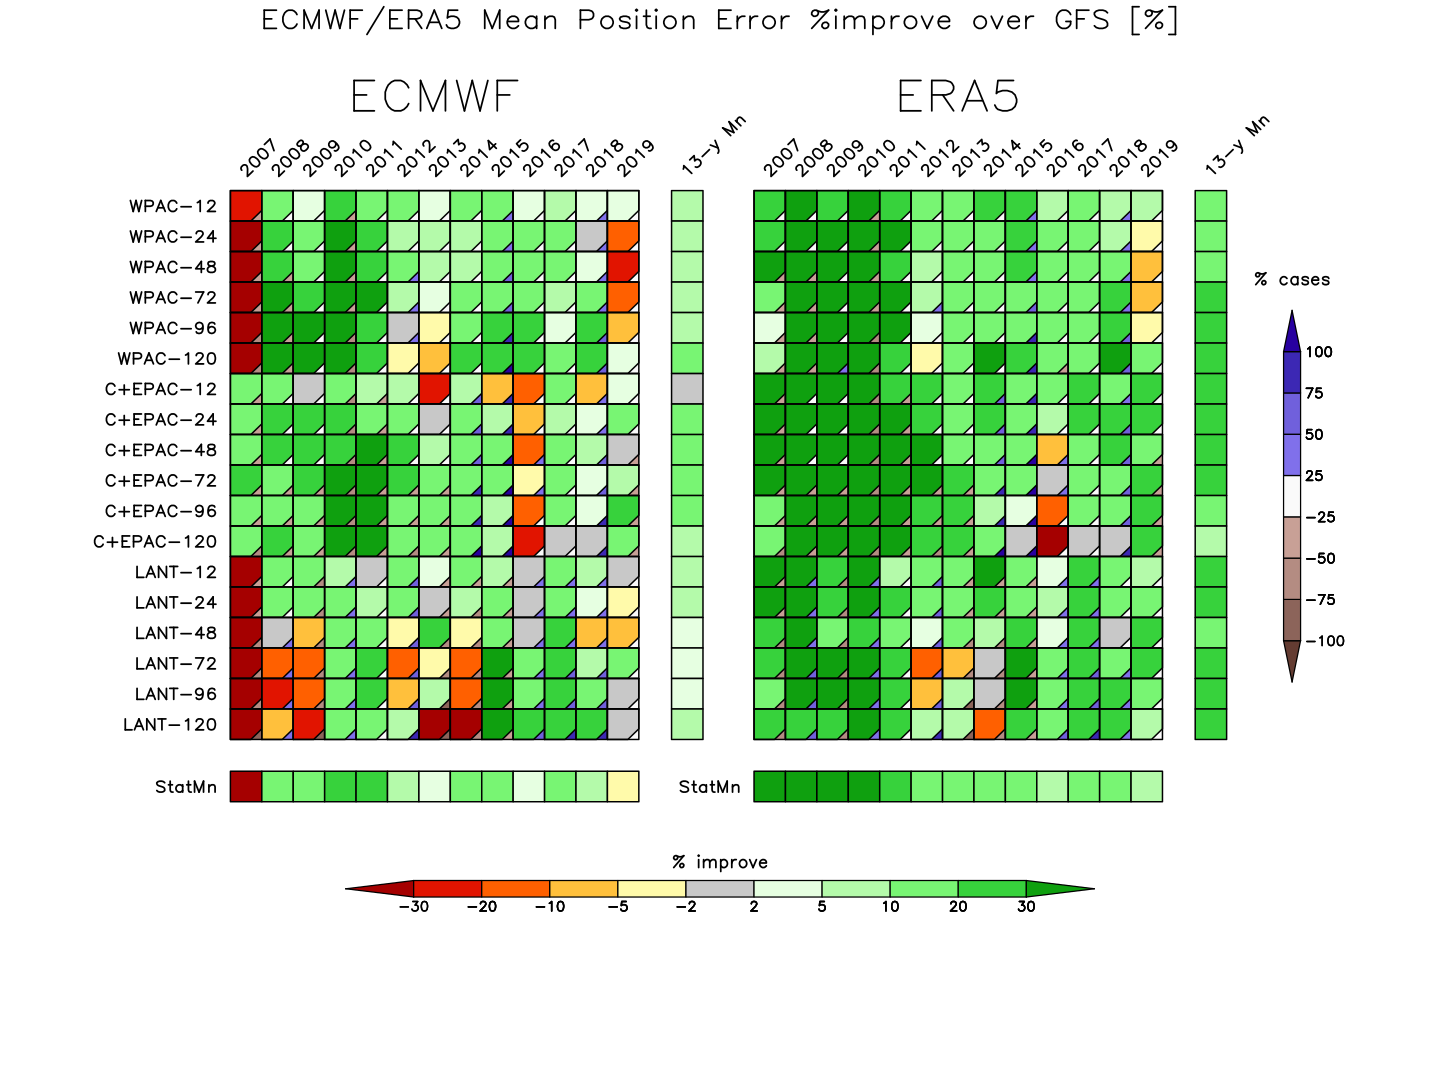 ECMWF/ERA5 Mean Position Error %improve over GFS [%]
ECMWF ERA5
2007 2008 2009 2010 2011 2012 2013 2014 2015 2016 2017 2018 2019 13-y Mn 2007 2008 2009 2010 2011 2012 2013 2014 2015 2016 2017 2018 2019 13-y Mn
WPAC-12
WPAC-24
WPAC-48
WPAC-72
WPAC-96
WPAC-120
C+EPAC-12
C+EPAC-24
C+EPAC-48
C+EPAC-72
C+EPAC-96
C+EPAC-120
LANT-12
LANT-24
LANT-48
LANT-72
LANT-96
LANT-120
StatMn StatMn
% cases
100
75
50
25
-25
-50
-75
-100
% improve
-30 -20 -10 -5 -2 2 5 10 20 30